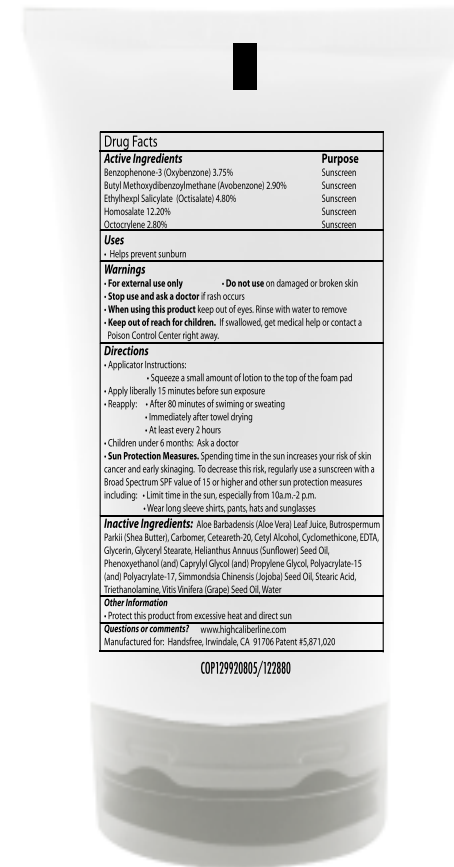 Drug Facts
Active Ingredients Purpose
Benzophenone-3 (Oxybenzone) 3.75% Sunscreen
Butyl Methoxydibenzoylmethane (Avobenzone) 2.90% Sunscreen
Ethylhexpl Salicylate (Octisalate) 4.80% Sunscreen
Homosalate 12.20% Sunscreen
Octocrylene 2.80% Sunscreen
Uses
• Helps prevent sunburn
Warnings
• For external use only • Do not use on damaged or broken skin
• Stop use and ask a doctor if rash occurs
• When using this product keep out of eyes. Rinse with water to remove
• Keep out of reach for children. If swallowed, get medical help or contact a
Poison Control Center right away.
Directions
• Applicator Instructions:
• Squeeze a small amount of lotion to the top of the foam pad
• Apply liberally 15 minutes before sun exposure
• Reapply: • After 80 minutes of swiming or sweating
• Immediately after towel drying
• At least every 2 hours
• Children under 6 months: Ask a doctor
• Sun Protection Measures. Spending time in the sun increases your risk of skin
cancer and early skinaging. To decrease this risk, regularly use a sunscreen with a
Broad Spectrum SPF value of 15 or higher and other sun protection measures
including: • Limit time in the sun, especially from 10a.m.-2 p.m.
• Wear long sleeve shirts, pants, hats and sunglasses
Inactive Ingredients: Aloe Barbadensis (Aloe Vera) Leaf Juice, Butrospermum
Parkii (Shea Butter), Carbomer, Ceteareth-20, Cetyl Alcohol, Cyclomethicone, EDTA,
Glycerin, Glyceryl Stearate, Helianthus Annuus (Sunflower) Seed Oil,
Phenoxyethanol (and) Caprylyl Glycol (and) Propylene Glycol, Polyacrylate-15
(and) Polyacrylate-17, Simmondsia Chinensis (Jojoba) Seed Oil, Stearic Acid,
Triethanolamine, Vitis Vinifera (Grape) Seed Oil, Water
Other Information
• Protect this product from excessive heat and direct sun
Questions or comments? www.highcaliberline.com
Manufactured for: Handsfree, Irwindale, CA 91706 Patent #5,871,020
COP129920805/122880